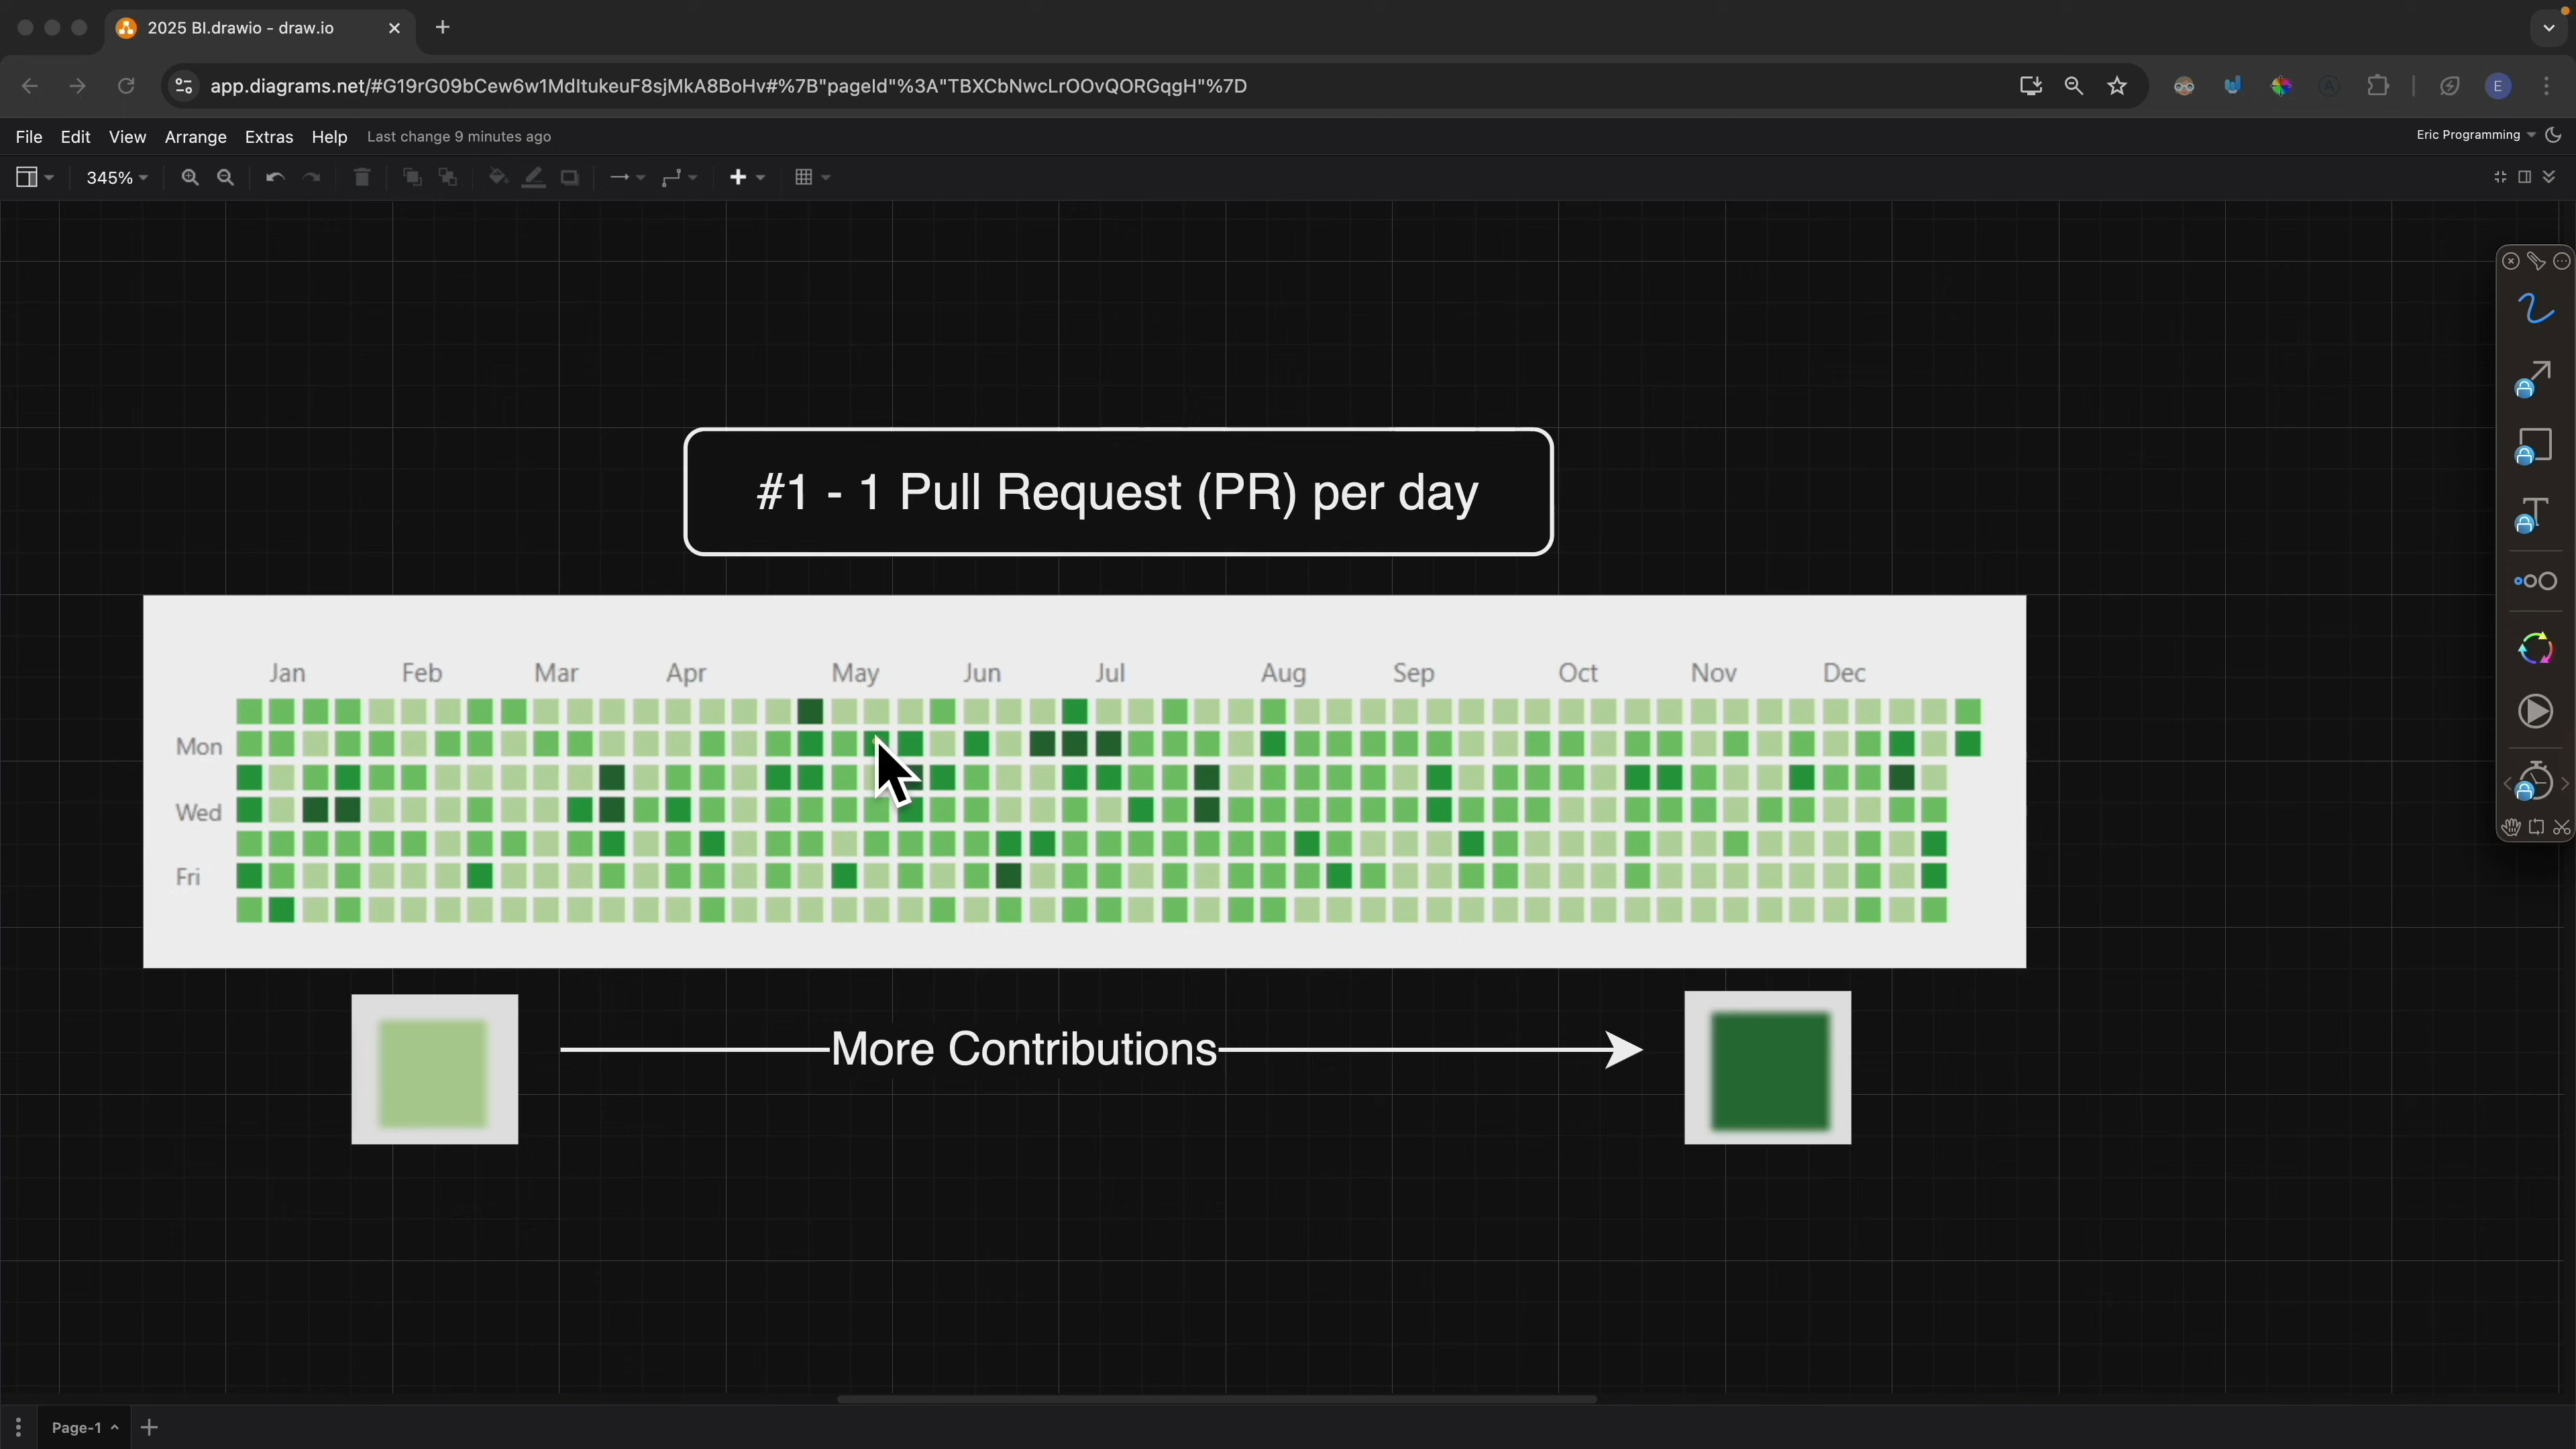 2025 BI.drawio - draw.io
app.diagrams.net/#G19rG09bCew6w1MdltukeuF8sjMkA8BoHv#%7B"pageId"%3A"TBXCbNwcLrOOvQORGqgH"%7D
E
File Edit View Arrange Extras Help Last change 9 minutes ago
Eric Programming
345%
#1 - 1 Pull Request (PR) per day
Jan Feb Mar Apr May Jun Jul Aug Sep Oct Nov Dec
Mon
Wed
Fri
More Contributions
Page-1